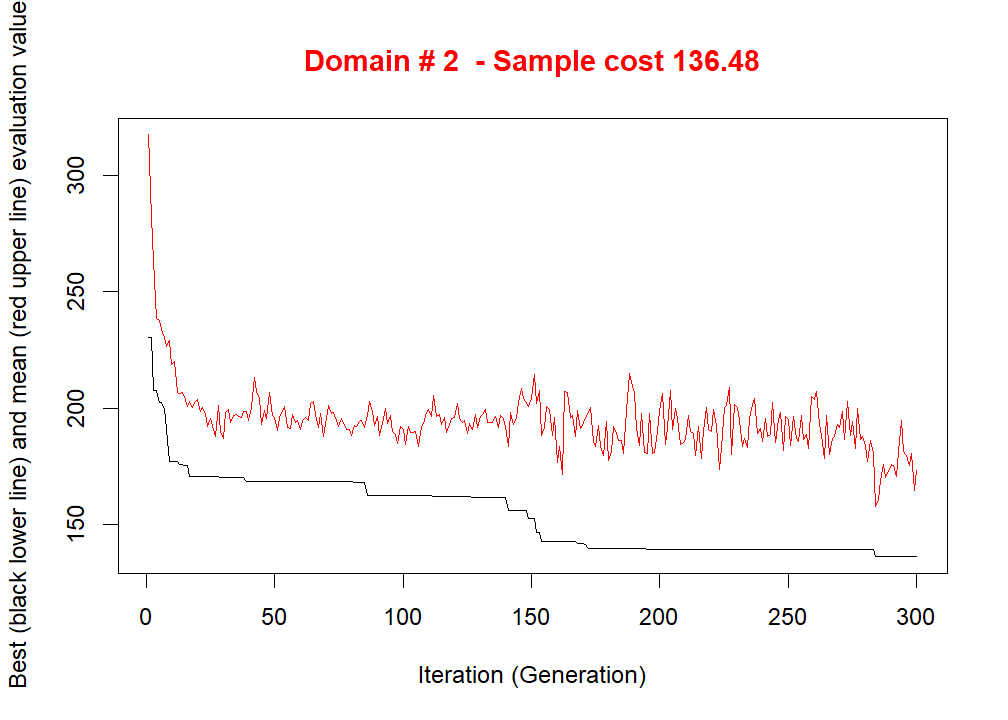 Domain # 2  - Sample cost 136.48
Best (black lower line) and mean (red upper line) evaluation value
300
250
200
150
0 50 100 150 200 250 300
Iteration (Generation)